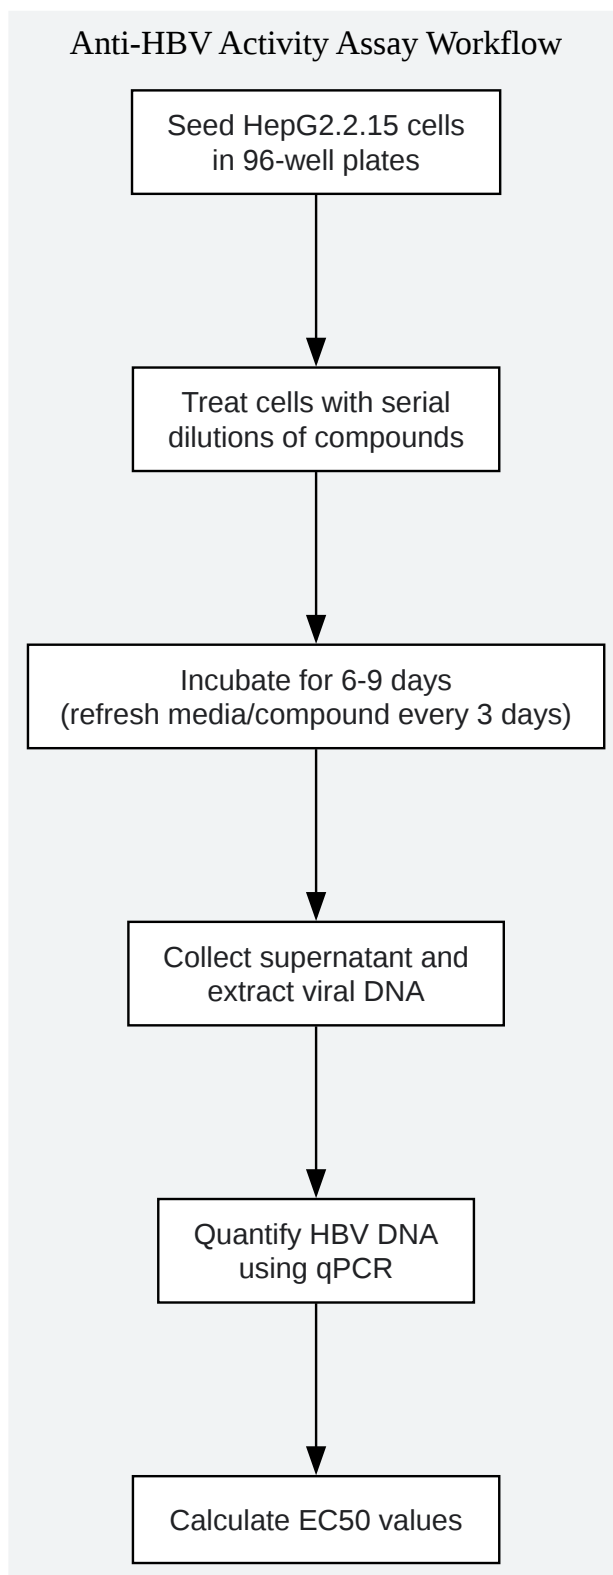 Anti-HBV Activity Assay Workflow
Seed HepG2.2.15 cells
in 96-well plates
Treat cells with serial
dilutions of compounds
Incubate for 6-9 days
(refresh media/compound every 3 days)
Collect supernatant and
extract viral DNA
Quantify HBV DNA
using qPCR
Calculate EC50 values